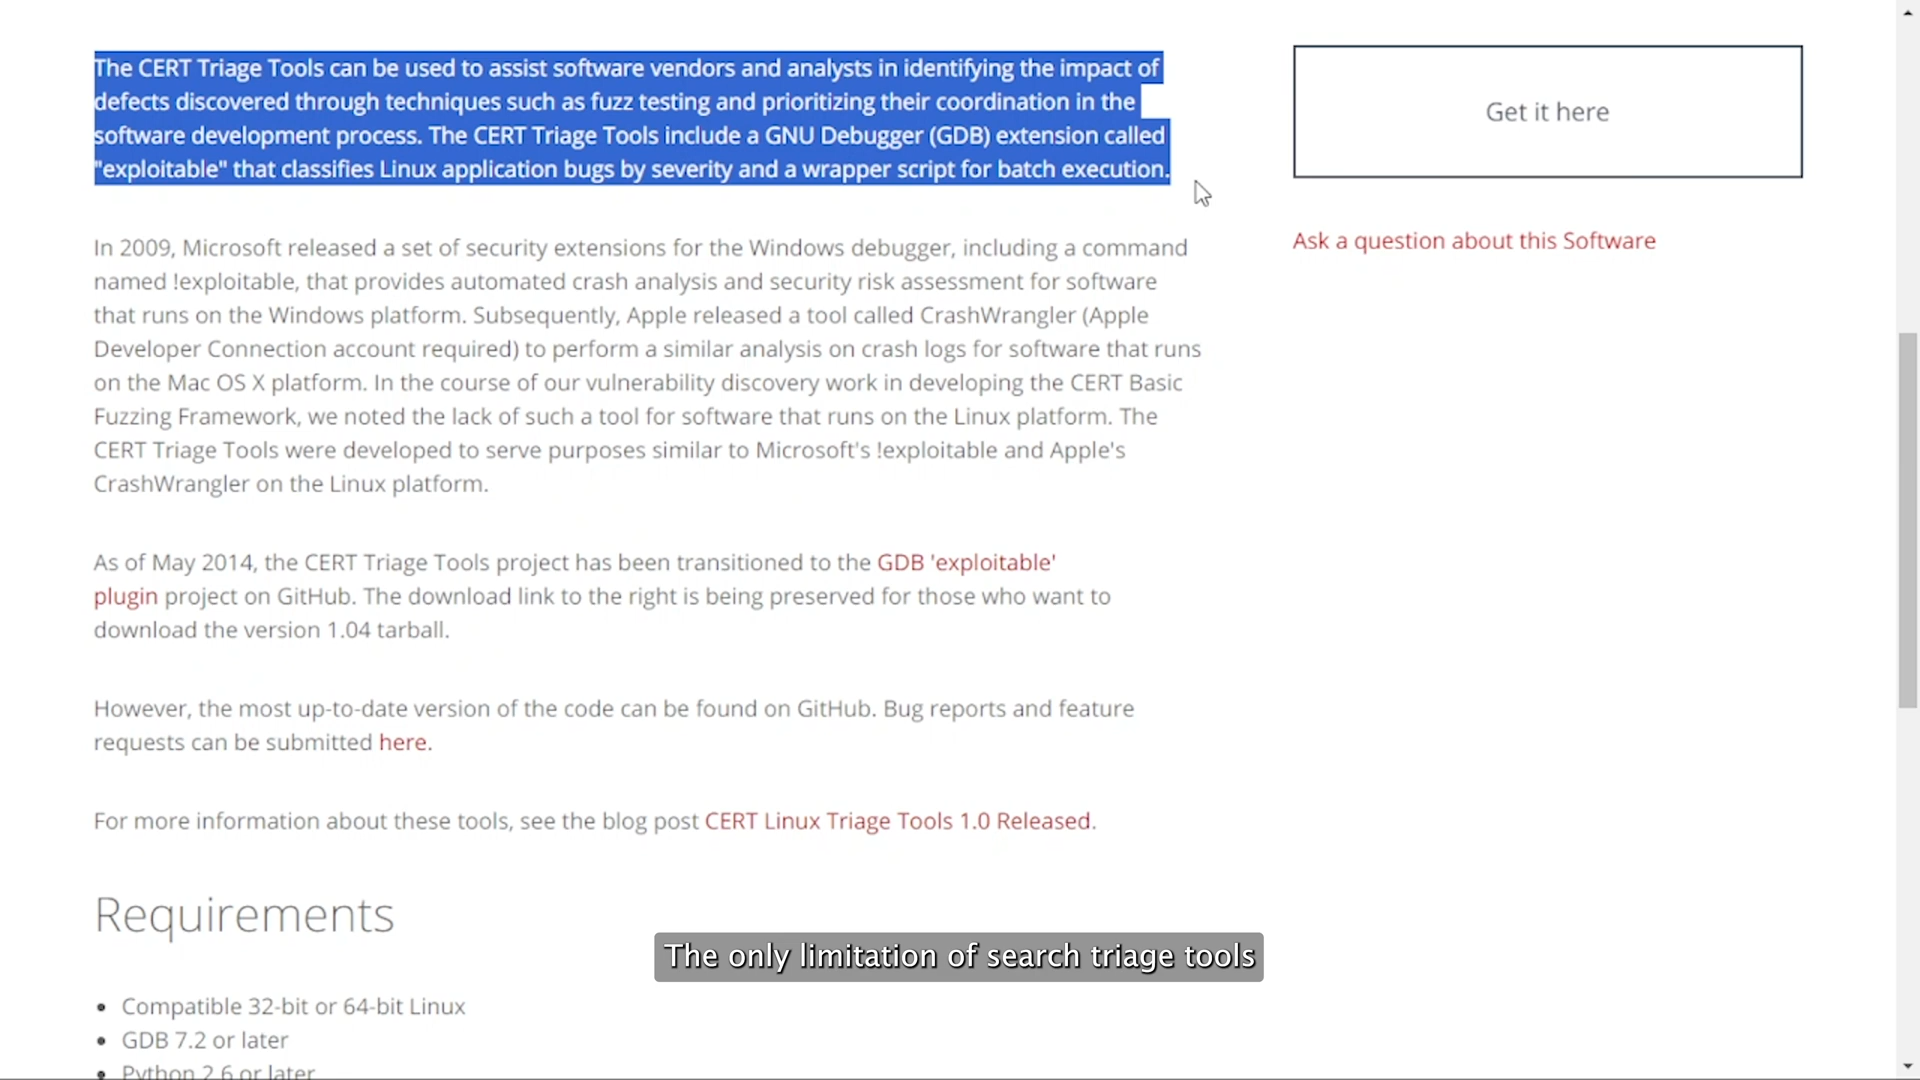 The CERT Triage Tools can be used to assist software vendors and analysts in identifying the impact of
defects discovered through techniques such as fuzz testing and prioritizing their coordination in the
software development process. The CERT Triage Tools include a GNU Debugger (GDB) extension called
"exploitable" that classifies Linux application bugs by severity and a wrapper script for batch execution.
Get it here
Ask a question about this Software
In 2009, Microsoft released a set of security extensions for the Windows debugger, including a command
named !exploitable, that provides automated crash analysis and security risk assessment for software
that runs on the Windows platform. Subsequently, Apple released a tool called CrashWrangler (Apple
Developer Connection account required) to perform a similar analysis on crash logs for software that runs
on the Mac OS X platform. In the course of our vulnerability discovery work in developing the CERT Basic
Fuzzing Framework, we noted the lack of such a tool for software that runs on the Linux platform. The
CERT Triage Tools were developed to serve purposes similar to Microsoft's !exploitable and Apple's
CrashWrangler on the Linux platform.
As of May 2014, the CERT Triage Tools project has been transitioned to the GDB 'exploitable'
plugin project on GitHub. The download link to the right is being preserved for those who want to
download the version 1.04 tarball.
However, the most up-to-date version of the code can be found on GitHub. Bug reports and feature
requests can be submitted here.
For more information about these tools, see the blog post CERT Linux Triage Tools 1.0 Released.
Requirements
The only limitation of search triage tools
• Compatible 32-bit or 64-bit Linux
• GDB 7.2 or later
• Python 2.6 or later